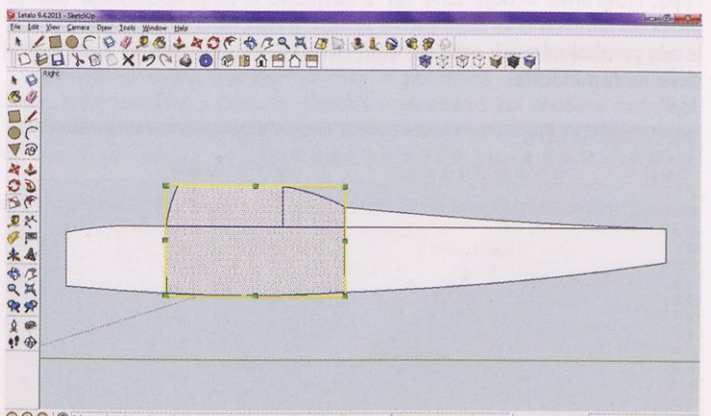 Letalo 9.4.2013 - SketchUp
File Edit View Camera Draw Tools Window Help
Right